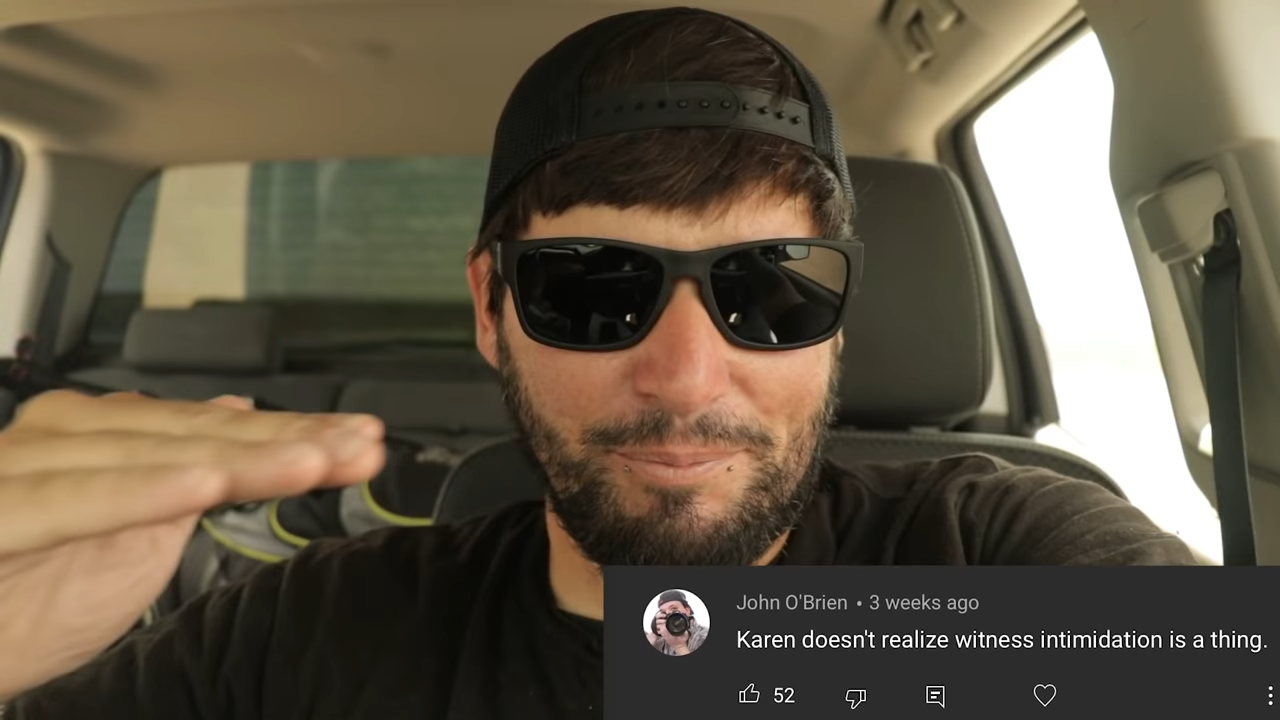 John O'Brien • 3 weeks ago
Karen doesn't realize witness intimidation is a thing.
52